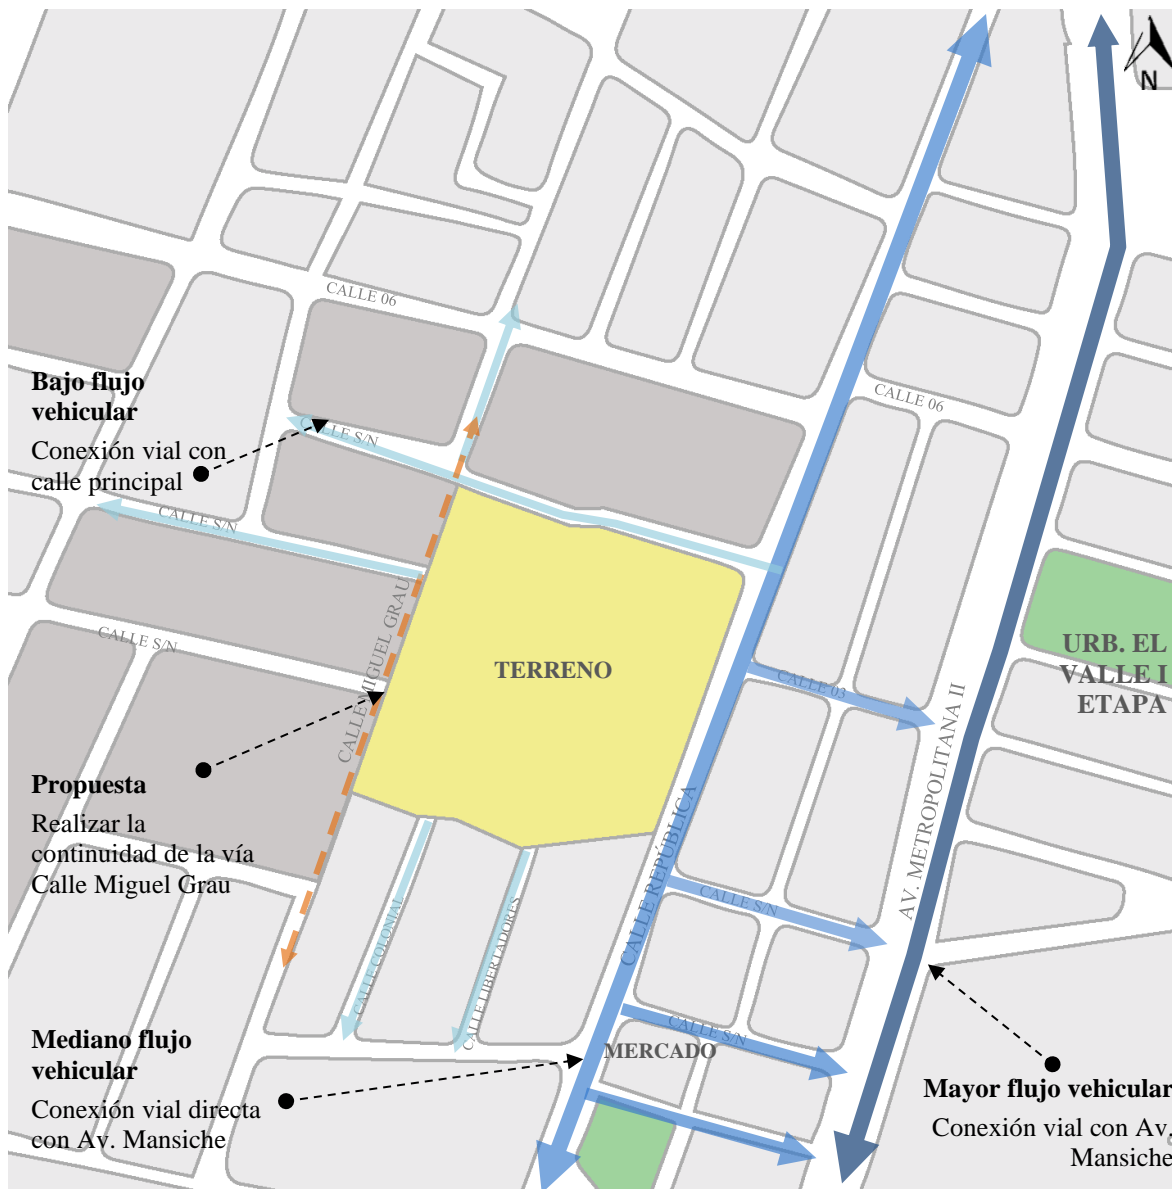 N
CALLE 06
Bajo flujo
vehicular
Conexión vial con
calle principal
CALLE S/N
CALLE 06
CALLE S/N
CALLE MIGUEL GRAU
CALLE S/N
TERRENO
CALLE 03
URB. EL
VALLE I
ETAPA
AV. METROPOLITANA II
Propuesta
Realizar la
continuidad de la vía
Calle Miguel Grau
CALLE REPÚBLICA
CALLE S/N
CALLE COLONIAL
CALLE LIBERTADORES
CALLE S/N
MERCADO
Mediano flujo
vehicular
Conexión vial directa
con Av. Mansiche
Mayor flujo vehicular
Conexión vial con Av.
Mansiche